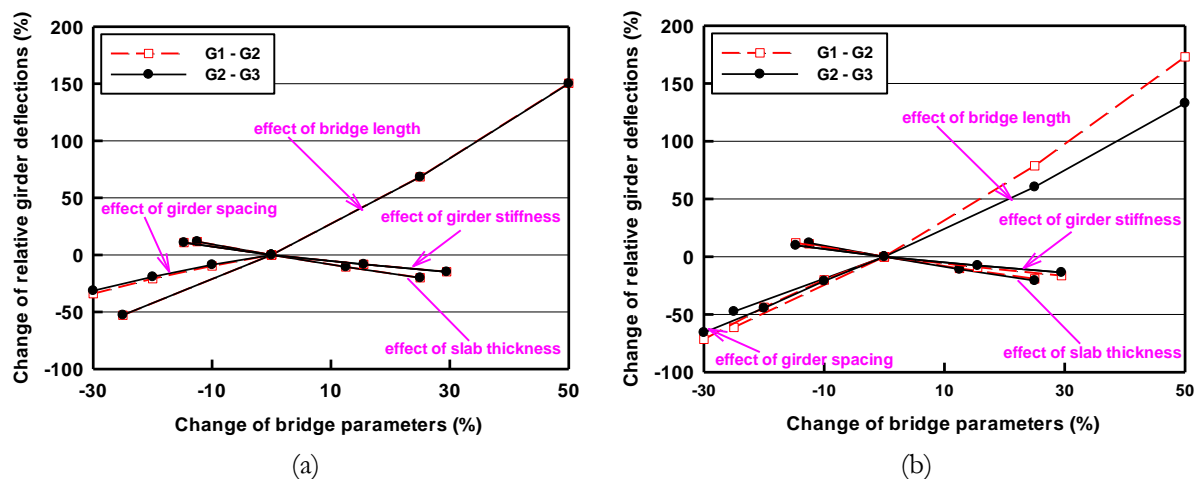 Change of relative girder deflections (%)
200
150
100
50
0
-50
-100
G1 - G2
G2 - G3
effect of bridge length
effect of girder spacing
effect of girder stiffness
effect of slab thickness
-30
-10
10
30
50
Change of bridge parameters (%)
(a)
Change of relative girder deflections (%)
200
150
100
50
0
-50
-100
G1 - G2
G2 - G3
effect of bridge length
effect of girder stiffness
effect of girder spacing
effect of slab thickness
-30
-10
10
30
50
Change of bridge parameters (%)
(b)